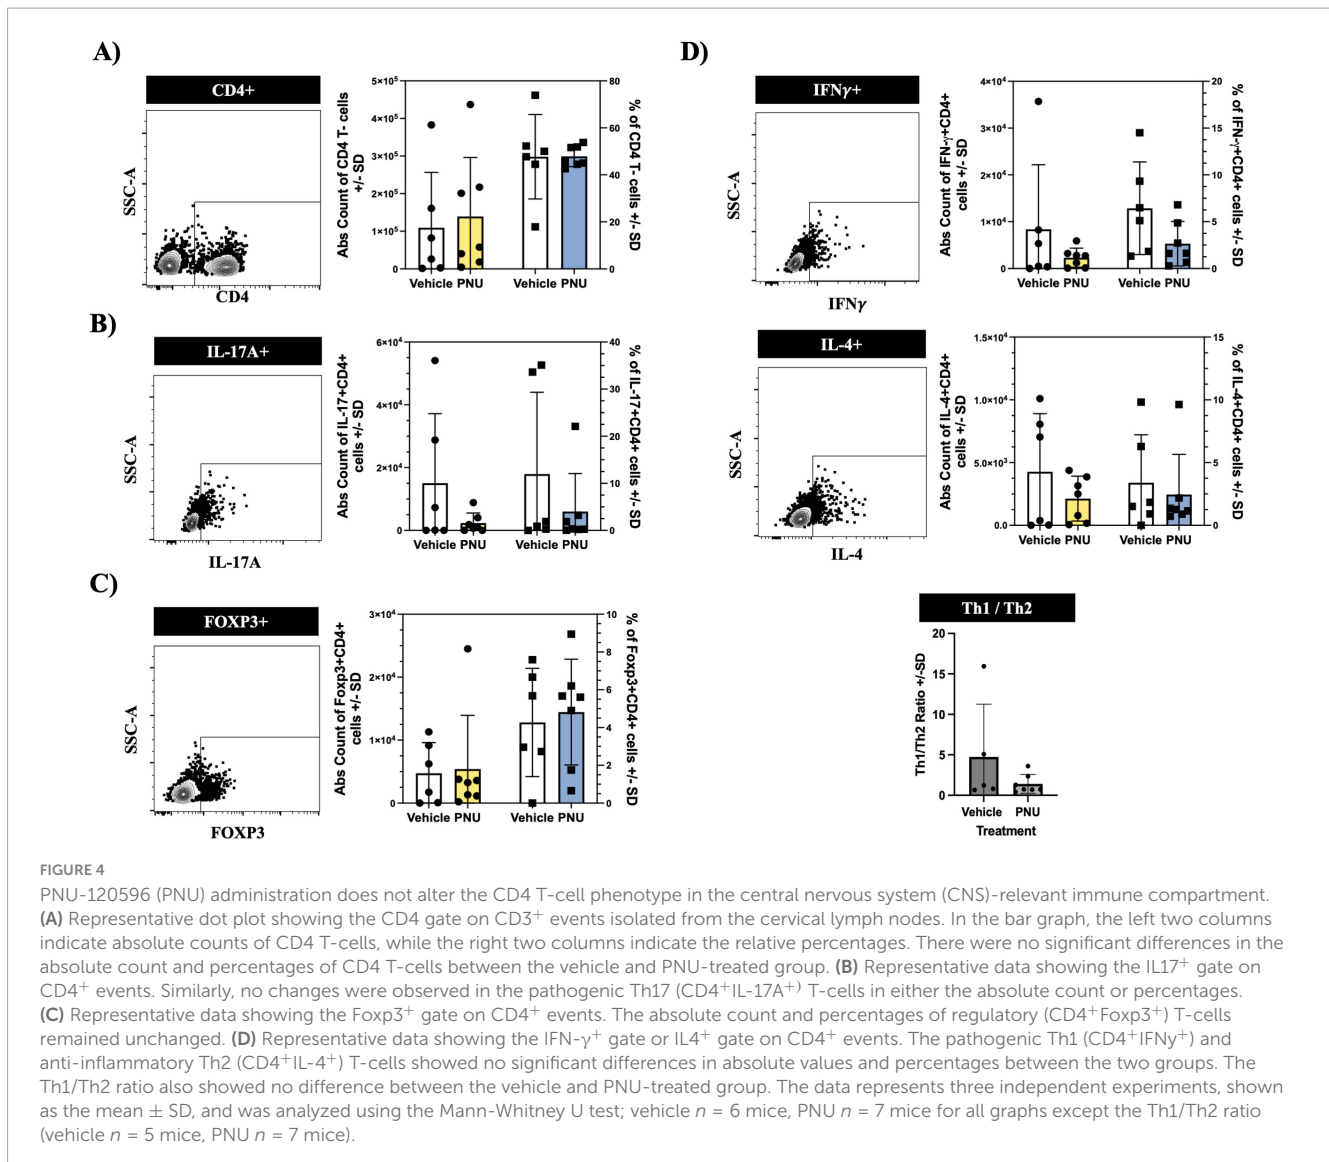 A)
CD4+
SSC-A
CD4
Abs Count of CD4 T- cells
+/- SD
5×10⁵
4×10⁵
3×10⁵
2×10⁵
1×10⁵
0
80
60
40
20
0
% of CD4 T- cells +/- SD
Vehicle PNU
Vehicle PNU
B)
IL-17A+
SSC-A
IL-17A
Abs Count of IL-17+CD4+
cells +/- SD
6×10⁴
4×10⁴
2×10⁴
0
40
30
20
10
0
% of IL-17+CD4+ cells +/- SD
Vehicle PNU
Vehicle PNU
C)
FOXP3+
SSC-A
FOXP3
Abs Count of Foxp3+CD4+
cells +/- SD
3×10⁴
2×10⁴
1×10⁴
0
10
8
6
4
2
0
% of Foxp3+CD4+ cells +/- SD
Vehicle PNU
Vehicle PNU
D)
IFNγ+
SSC-A
IFNγ
Abs Count of IFN-γ+CD4+
cells +/- SD
4×10⁴
3×10⁴
2×10⁴
1×10⁴
0
20
15
10
5
0
% of IFN-γ+CD4+ cells +/- SD
Vehicle PNU
Vehicle PNU
IL-4+
SSC-A
IL-4
Abs Count of IL-4+CD4+
cells +/- SD
1.5×10⁴
1.0×10⁴
5.0×10³
0
15
10
5
0
% of IL-4+CD4+ cells +/- SD
Vehicle PNU
Vehicle PNU
Th1 / Th2
Th1/Th2 Ratio +/-SD
20
15
10
5
0
Vehicle PNU
Treatment
FIGURE 4
PNU-120596 (PNU) administration does not alter the CD4 T-cell phenotype in the central nervous system (CNS)-relevant immune compartment.
(A) Representative dot plot showing the CD4 gate on CD3⁺ events isolated from the cervical lymph nodes. In the bar graph, the left two columns
indicate absolute counts of CD4 T-cells, while the right two columns indicate the relative percentages. There were no significant differences in the
absolute count and percentages of CD4 T-cells between the vehicle and PNU-treated group. (B) Representative data showing the IL17⁺ gate on
CD4⁺ events. Similarly, no changes were observed in the pathogenic Th17 (CD4⁺IL-17A⁺⁾ T-cells in either the absolute count or percentages.
(C) Representative data showing the Foxp3⁺ gate on CD4⁺ events. The absolute count and percentages of regulatory (CD4⁺Foxp3⁺) T-cells
remained unchanged. (D) Representative data showing the IFN-γ⁺ gate or IL4⁺ gate on CD4⁺ events. The pathogenic Th1 (CD4⁺IFNy⁺) and
anti-inflammatory Th2 (CD4⁺IL-4⁺) T-cells showed no significant differences in absolute values and percentages between the two groups. The
Th1/Th2 ratio also showed no difference between the vehicle and PNU-treated group. The data represents three independent experiments, shown
as the mean ± SD, and was analyzed using the Mann-Whitney U test; vehicle n = 6 mice, PNU n = 7 mice for all graphs except the Th1/Th2 ratio
(vehicle n = 5 mice, PNU n = 7 mice).